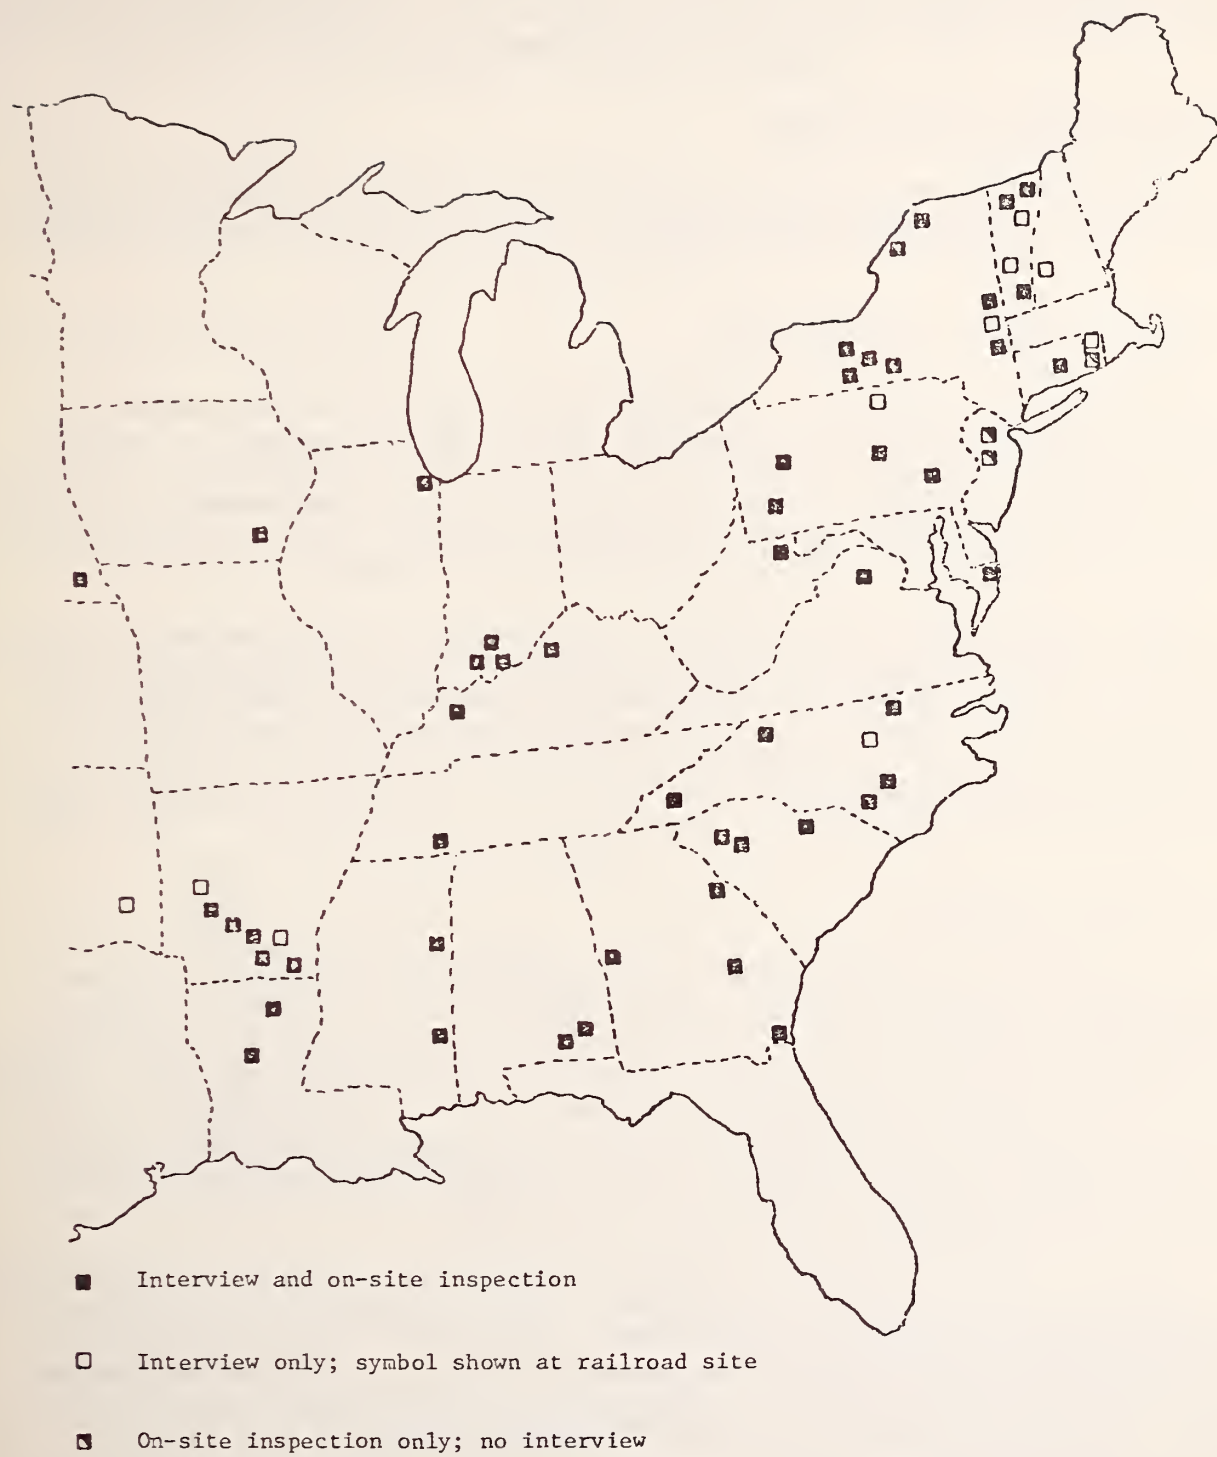 Interview and on-site inspection
Interview only; symbol shown at railroad site
On-site inspection only; no interview